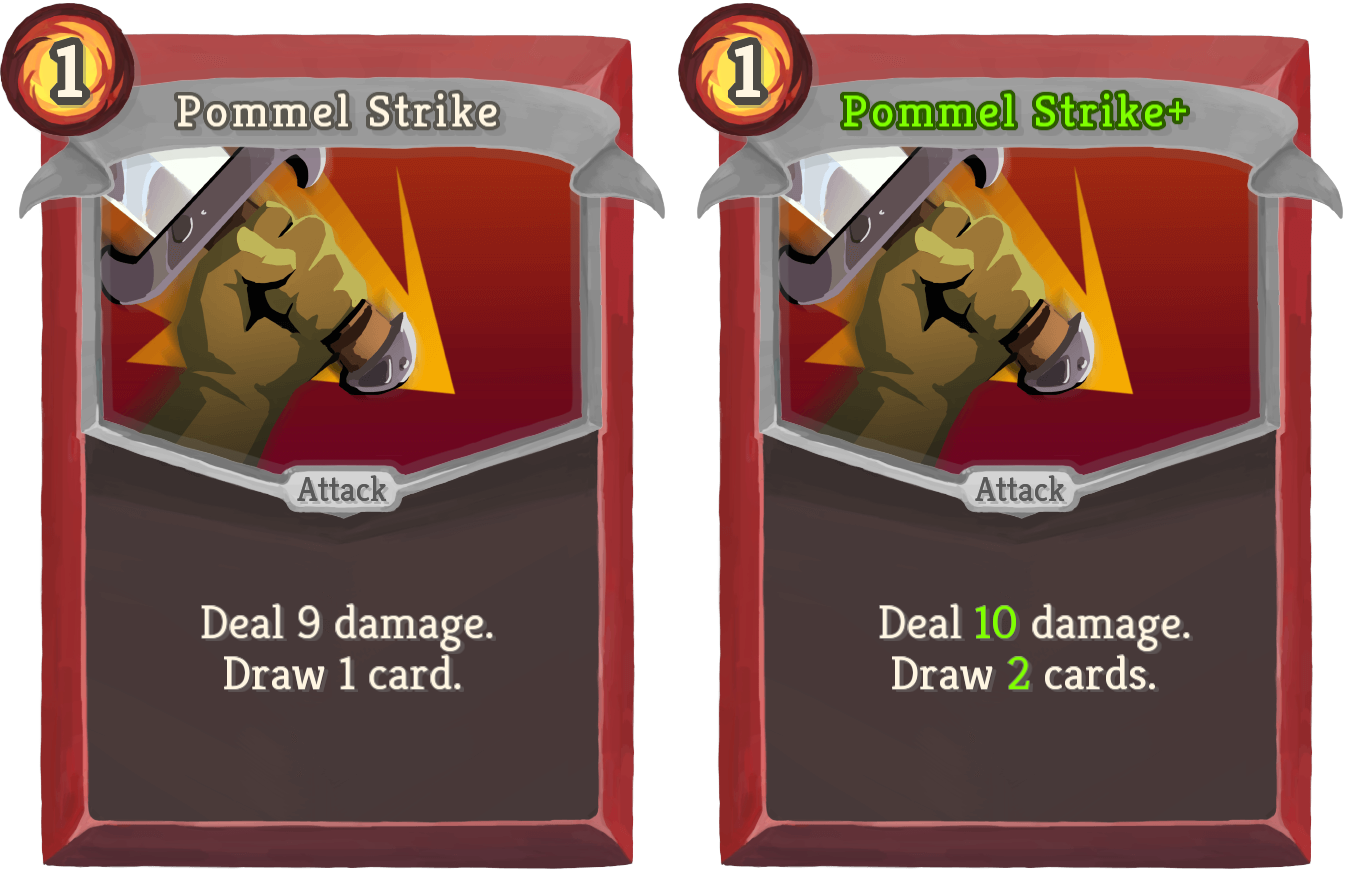 1
Pommel Strike
Attack
Deal 9 damage.
Draw 1 card.
1
Pommel Strike+
Attack
Deal 10 damage.
Draw 2 cards.